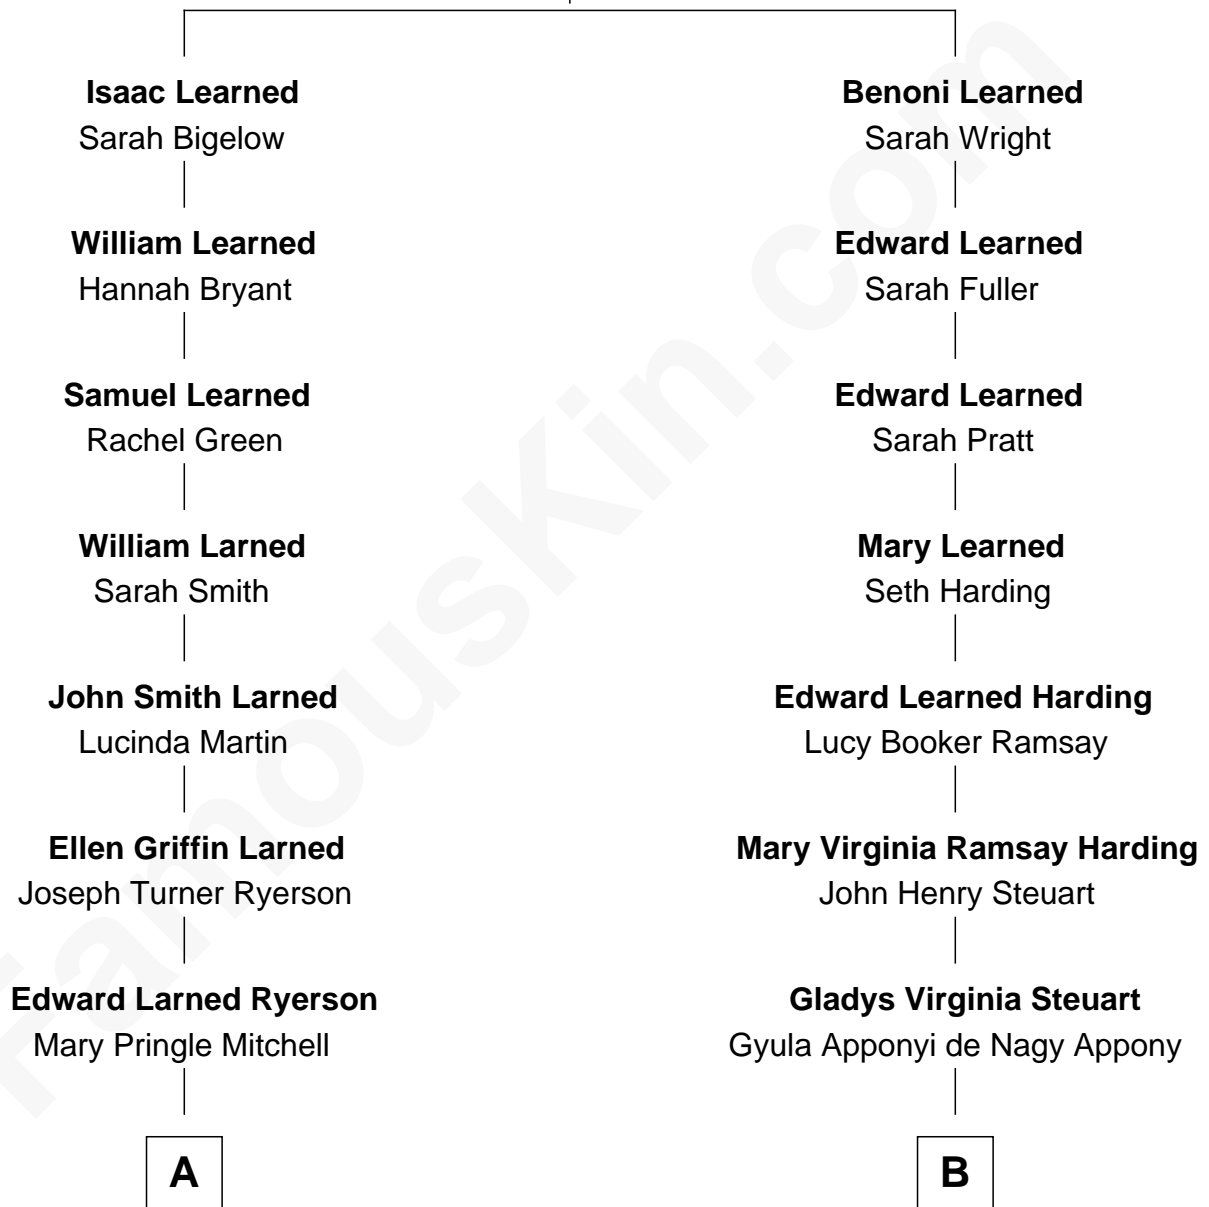 Isaac Learned
Sarah Bigelow
William Learned
Hannah Bryant
Samuel Learned
Rachel Green
William Larned
Sarah Smith
John Smith Larned
Lucinda Martin
Ellen Griffin Larned
Joseph Turner Ryerson
Edward Larned Ryerson
Mary Pringle Mitchell
A
Benoni Learned
Sarah Wright
Edward Learned
Sarah Fuller
Edward Learned
Sarah Pratt
Mary Learned
Seth Harding
Edward Learned Harding
Lucy Booker Ramsay
Mary Virginia Ramsay Harding
John Henry Steuart
Gladys Virginia Steuart
Gyula Apponyi de Nagy Appony
B
FamousKin.com